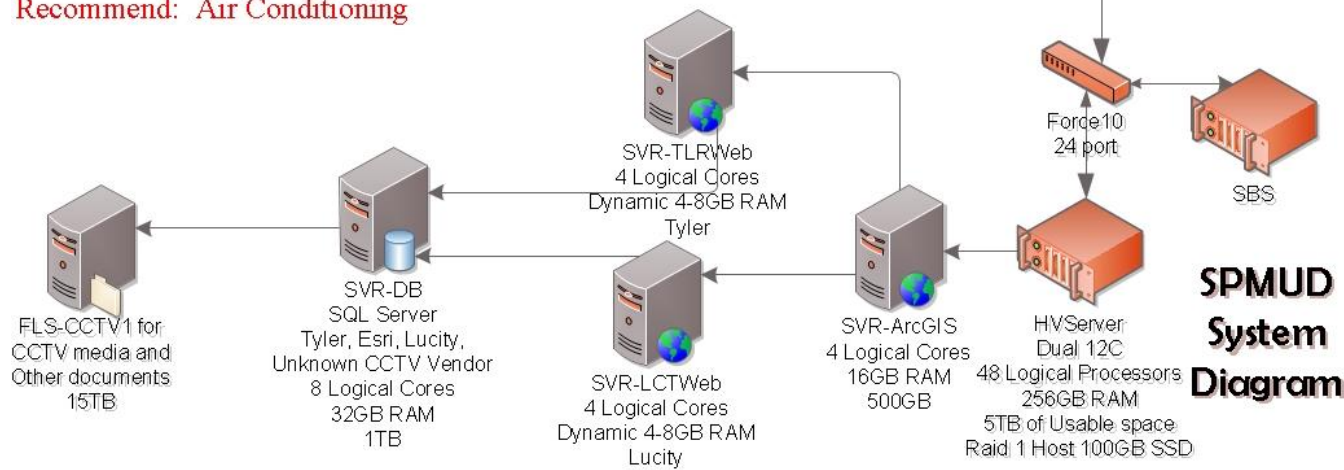 Recommend: Air Conditioning
SVR-TLRWeb
4 Logical Cores
Dynamic 4-8GB RAM
Tyler
Force10
24 port
SBS
FLS-CCTV1 for
CCTV media and
Other documents
15TB
SVR-DB
SQL Server
Tyler, Esri, Lucity,
Unknown CCTV Vendor
8 Logical Cores
32GB RAM
1TB
SVR-LCTWeb
4 Logical Cores
Dynamic 4-8GB RAM
Lucity
SVR-ArcGIS
4 Logical Cores
16GB RAM
500GB
HVServer
Dual 12C
48 Logical Processors
256GB RAM
5TB of Usable space
Raid 1 Host 100GB SSD
SPMUD
System
Diagram